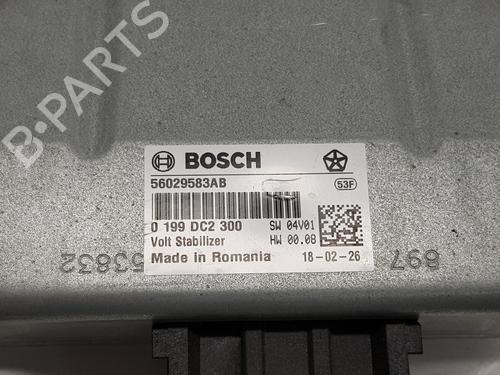 B-PARTS
BOSCH
56029583AB
53F
0 199 DC2 300
SW 04V01
Volt Stabilizer
HW 00.08
Made in Romania
18-02-26
53832
897